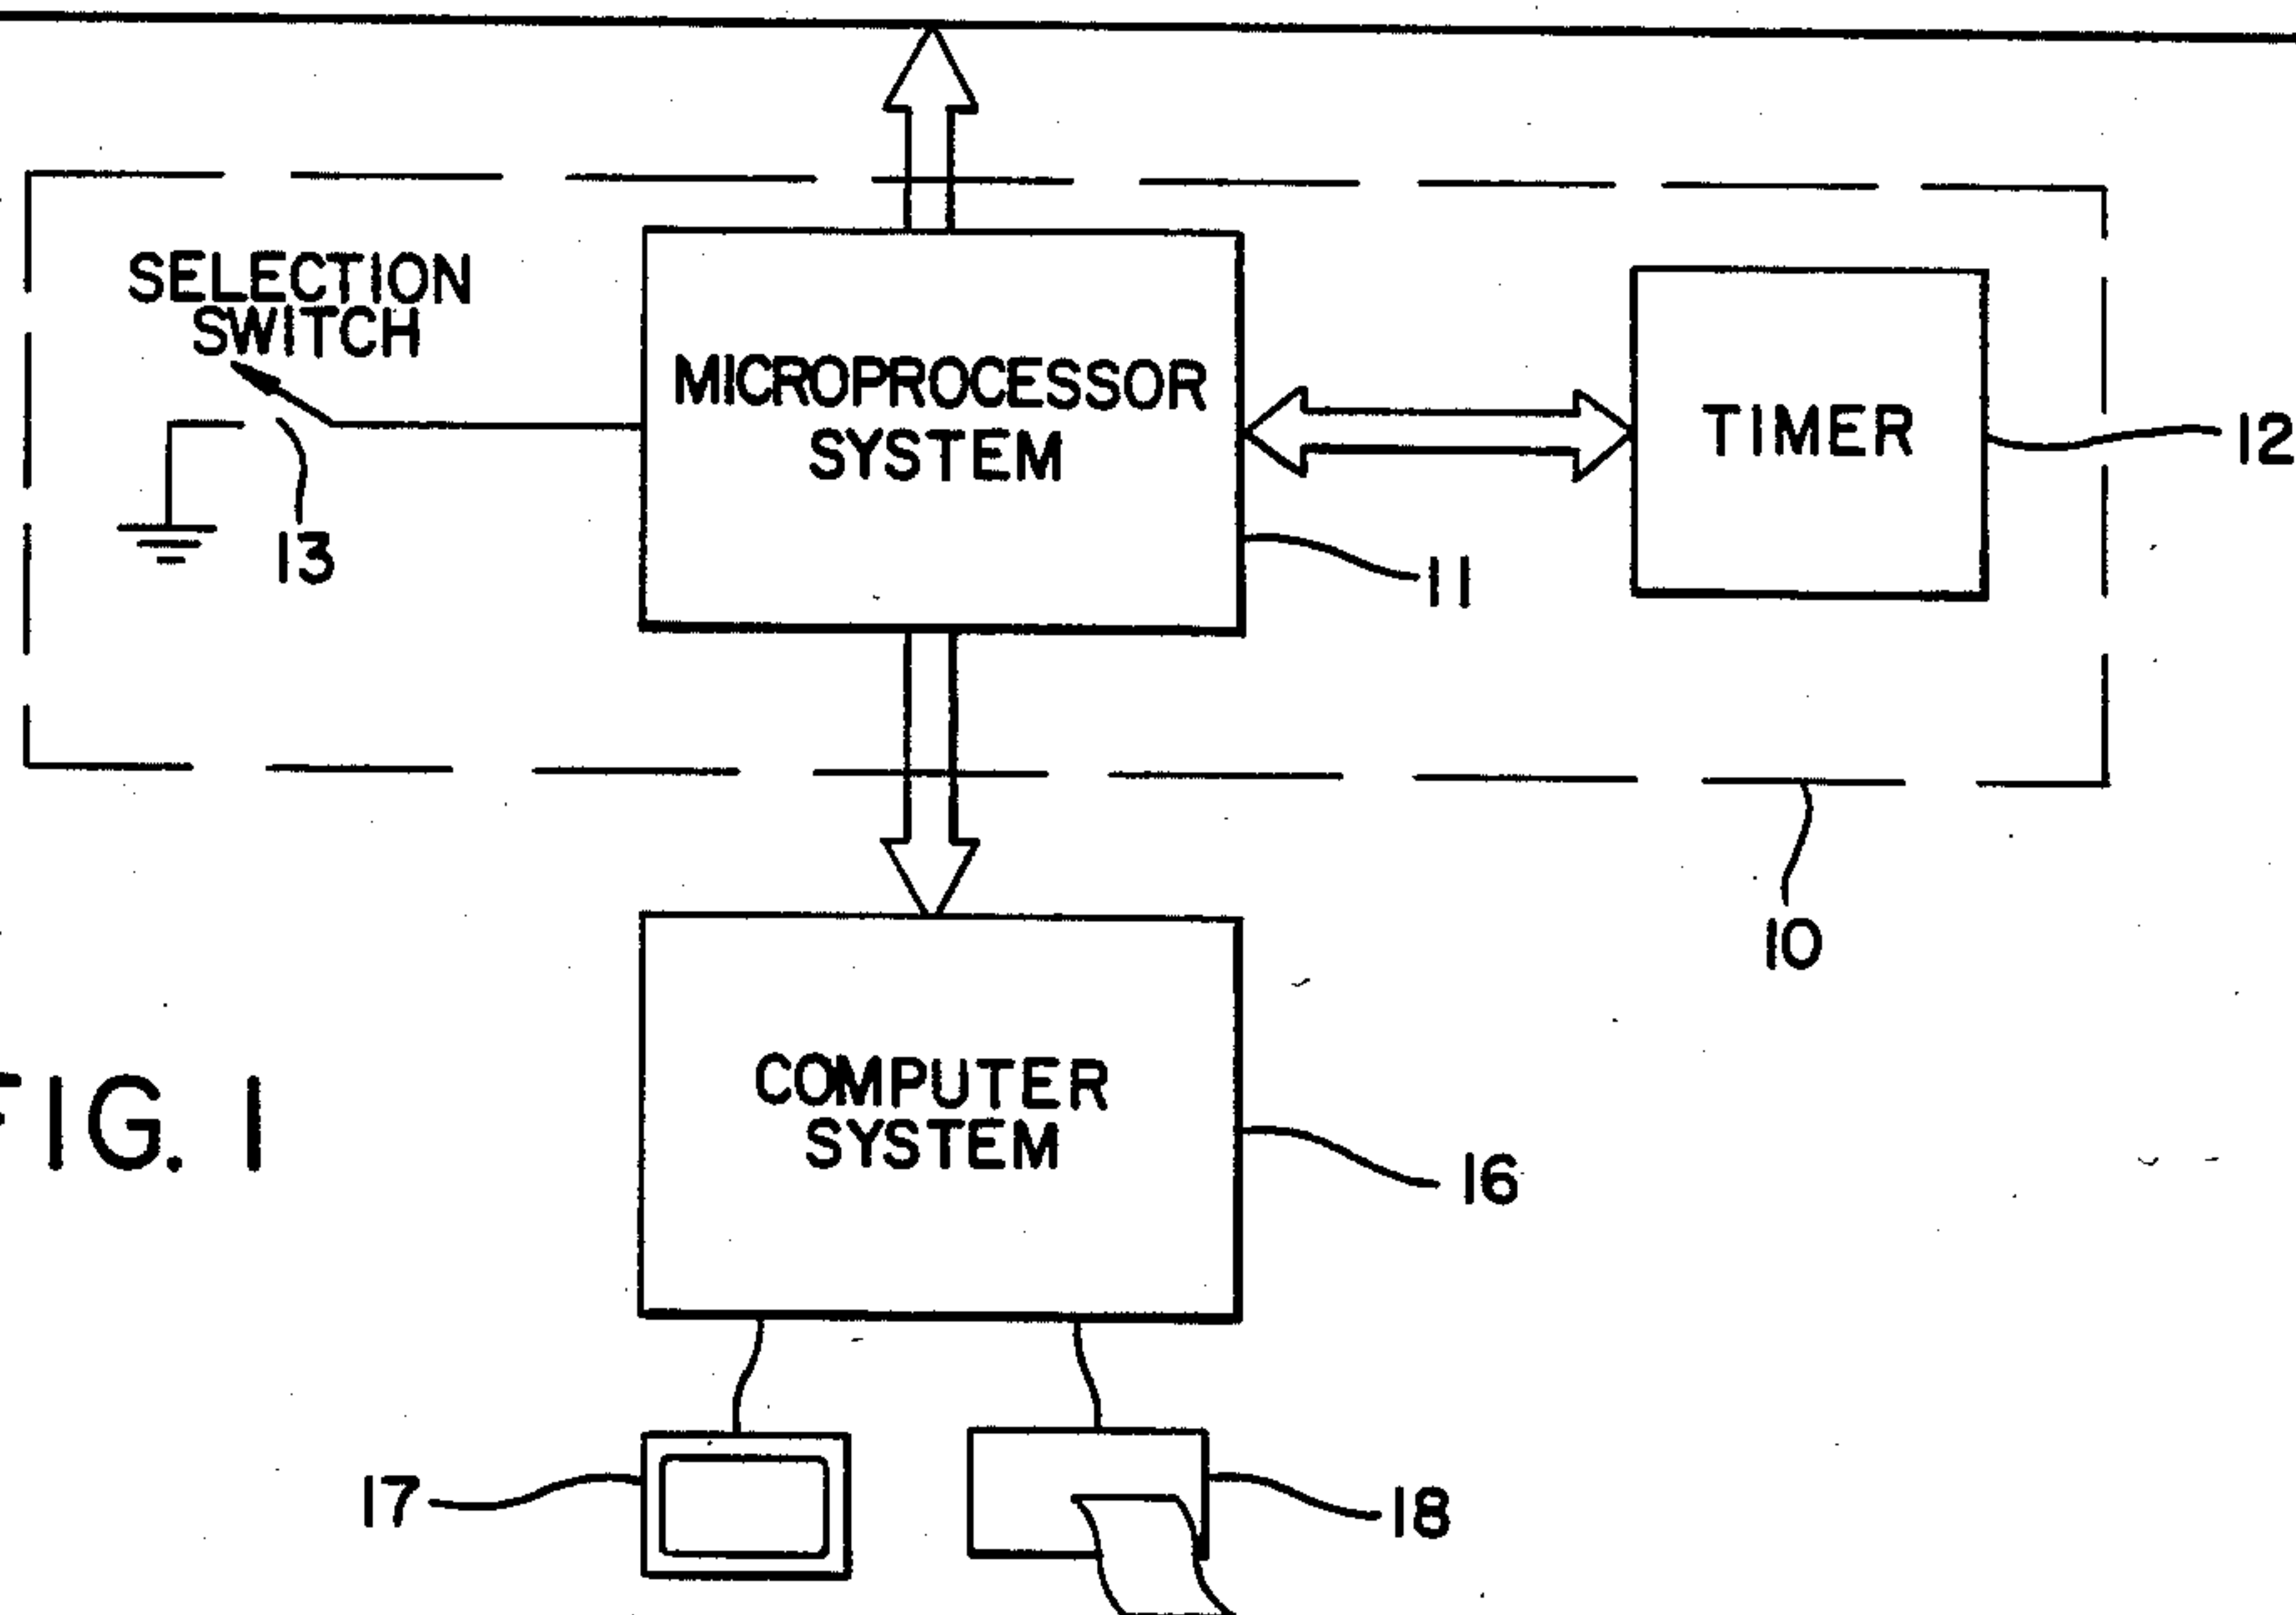 SELECTION
SWITCH
MICROPROCESSOR
SYSTEM
TIMER
12
13
11
10
COMPUTER
SYSTEM
FIG. 1
16
17
18